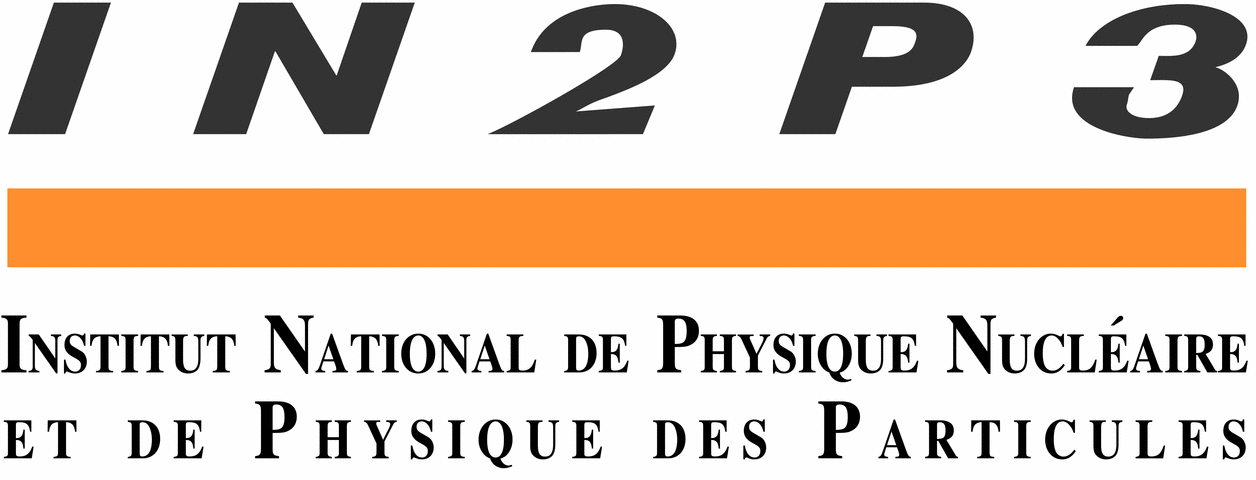 IN2P3
INSTITUT NATIONAL DE PHYSIQUE NUCLÉAIRE
ET DE PHYSIQUE DES PARTICULES